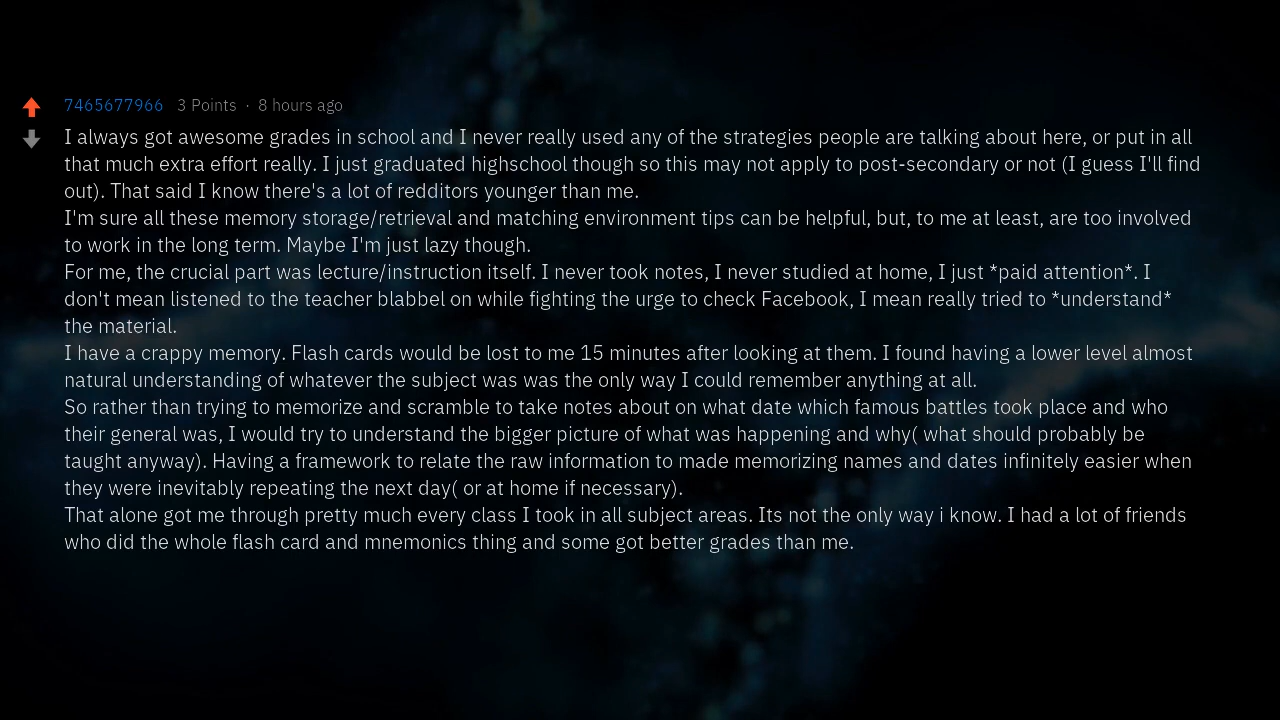 7465677966 3 Points · 8 hours ago
I always got awesome grades in school and I never really used any of the strategies people are talking about here, or put in all
that much extra effort really. I just graduated highschool though so this may not apply to post-secondary or not (I guess I'll find
out). That said I know there's a lot of redditors younger than me.
I'm sure all these memory storage/retrieval and matching environment tips can be helpful, but, to me at least, are too involved
to work in the long term. Maybe I'm just lazy though.
For me, the crucial part was lecture/instruction itself. I never took notes, I never studied at home, I just *paid attention*. I
don't mean listened to the teacher blabbel on while fighting the urge to check Facebook, I mean really tried to *understand*
the material.
I have a crappy memory. Flash cards would be lost to me 15 minutes after looking at them. I found having a lower level almost
natural understanding of whatever the subject was was the only way I could remember anything at all.
So rather than trying to memorize and scramble to take notes about on what date which famous battles took place and who
their general was, I would try to understand the bigger picture of what was happening and why( what should probably be
taught anyway). Having a framework to relate the raw information to made memorizing names and dates infinitely easier when
they were inevitably repeating the next day( or at home if necessary).
That alone got me through pretty much every class I took in all subject areas. Its not the only way i know. I had a lot of friends
who did the whole flash card and mnemonics thing and some got better grades than me.